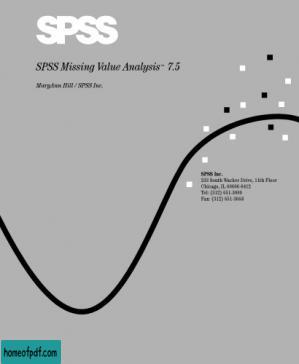 SPSS
SPSS Missing Value Analysis™ 7.5
MaryAnn Hill / SPSS Inc.
SPSS Inc.
233 South Wacker Drive, 11th Floor
Chicago, IL 60606-6412
Tel: (312) 651-3000
Fax: (312) 651-3668
homeofpdf.com